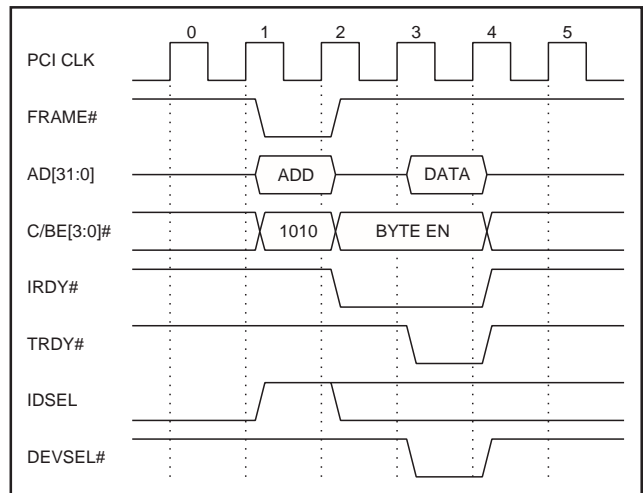 0 1 2 3 4 5
PCI CLK
FRAME#
AD[31:0] ADD DATA
C/BE[3:0]# 1010 BYTE EN
IRDY#
TRDY#
IDSEL
DEVSEL#